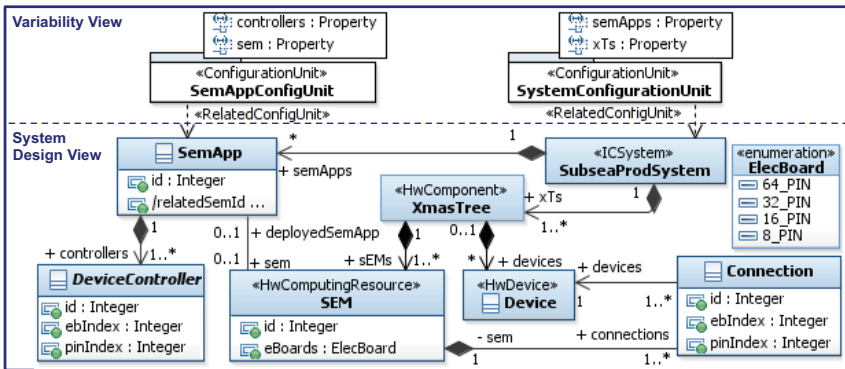 Variability View
controllers : Property
sem : Property
semApps : Property
xTs : Property
«ConfigurationUnit»
SemAppConfigUnit
«ConfigurationUnit»
SystemConfigurationUnit
«RelatedConfigUnit»
«RelatedConfigUnit»
System
Design View
SemApp
id : Integer
/relatedSemId ...
*
+ semApps
1
«ICSystem»
SubseaProdSystem
«enumeration»
ElecBoard
64_PIN
32_PIN
16_PIN
8_PIN
«HwComponent»
XmasTree
+ xTs
1
1..*
1
+ controllers
1..*
0..1
+ deployedSemApp
0..1
+ sem
1
+ sEMs
1..*
0..1
*
+ devices
+ devices
1
1..*
DeviceController
id : Integer
ebIndex : Integer
pinIndex : Integer
«HwComputingResource»
SEM
id : Integer
eBoards : ElecBoard
«HwDevice»
Device
Connection
id : Integer
ebIndex : Integer
pinIndex : Integer
- sem
1
+ connections
1..*